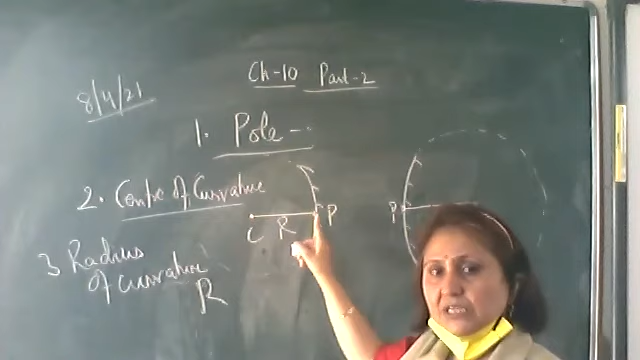 Ch-10 Part-2
8/4/21
1. Pole -
2. Centre of Curvature
C R P
P
3 Radius
of curvature
R